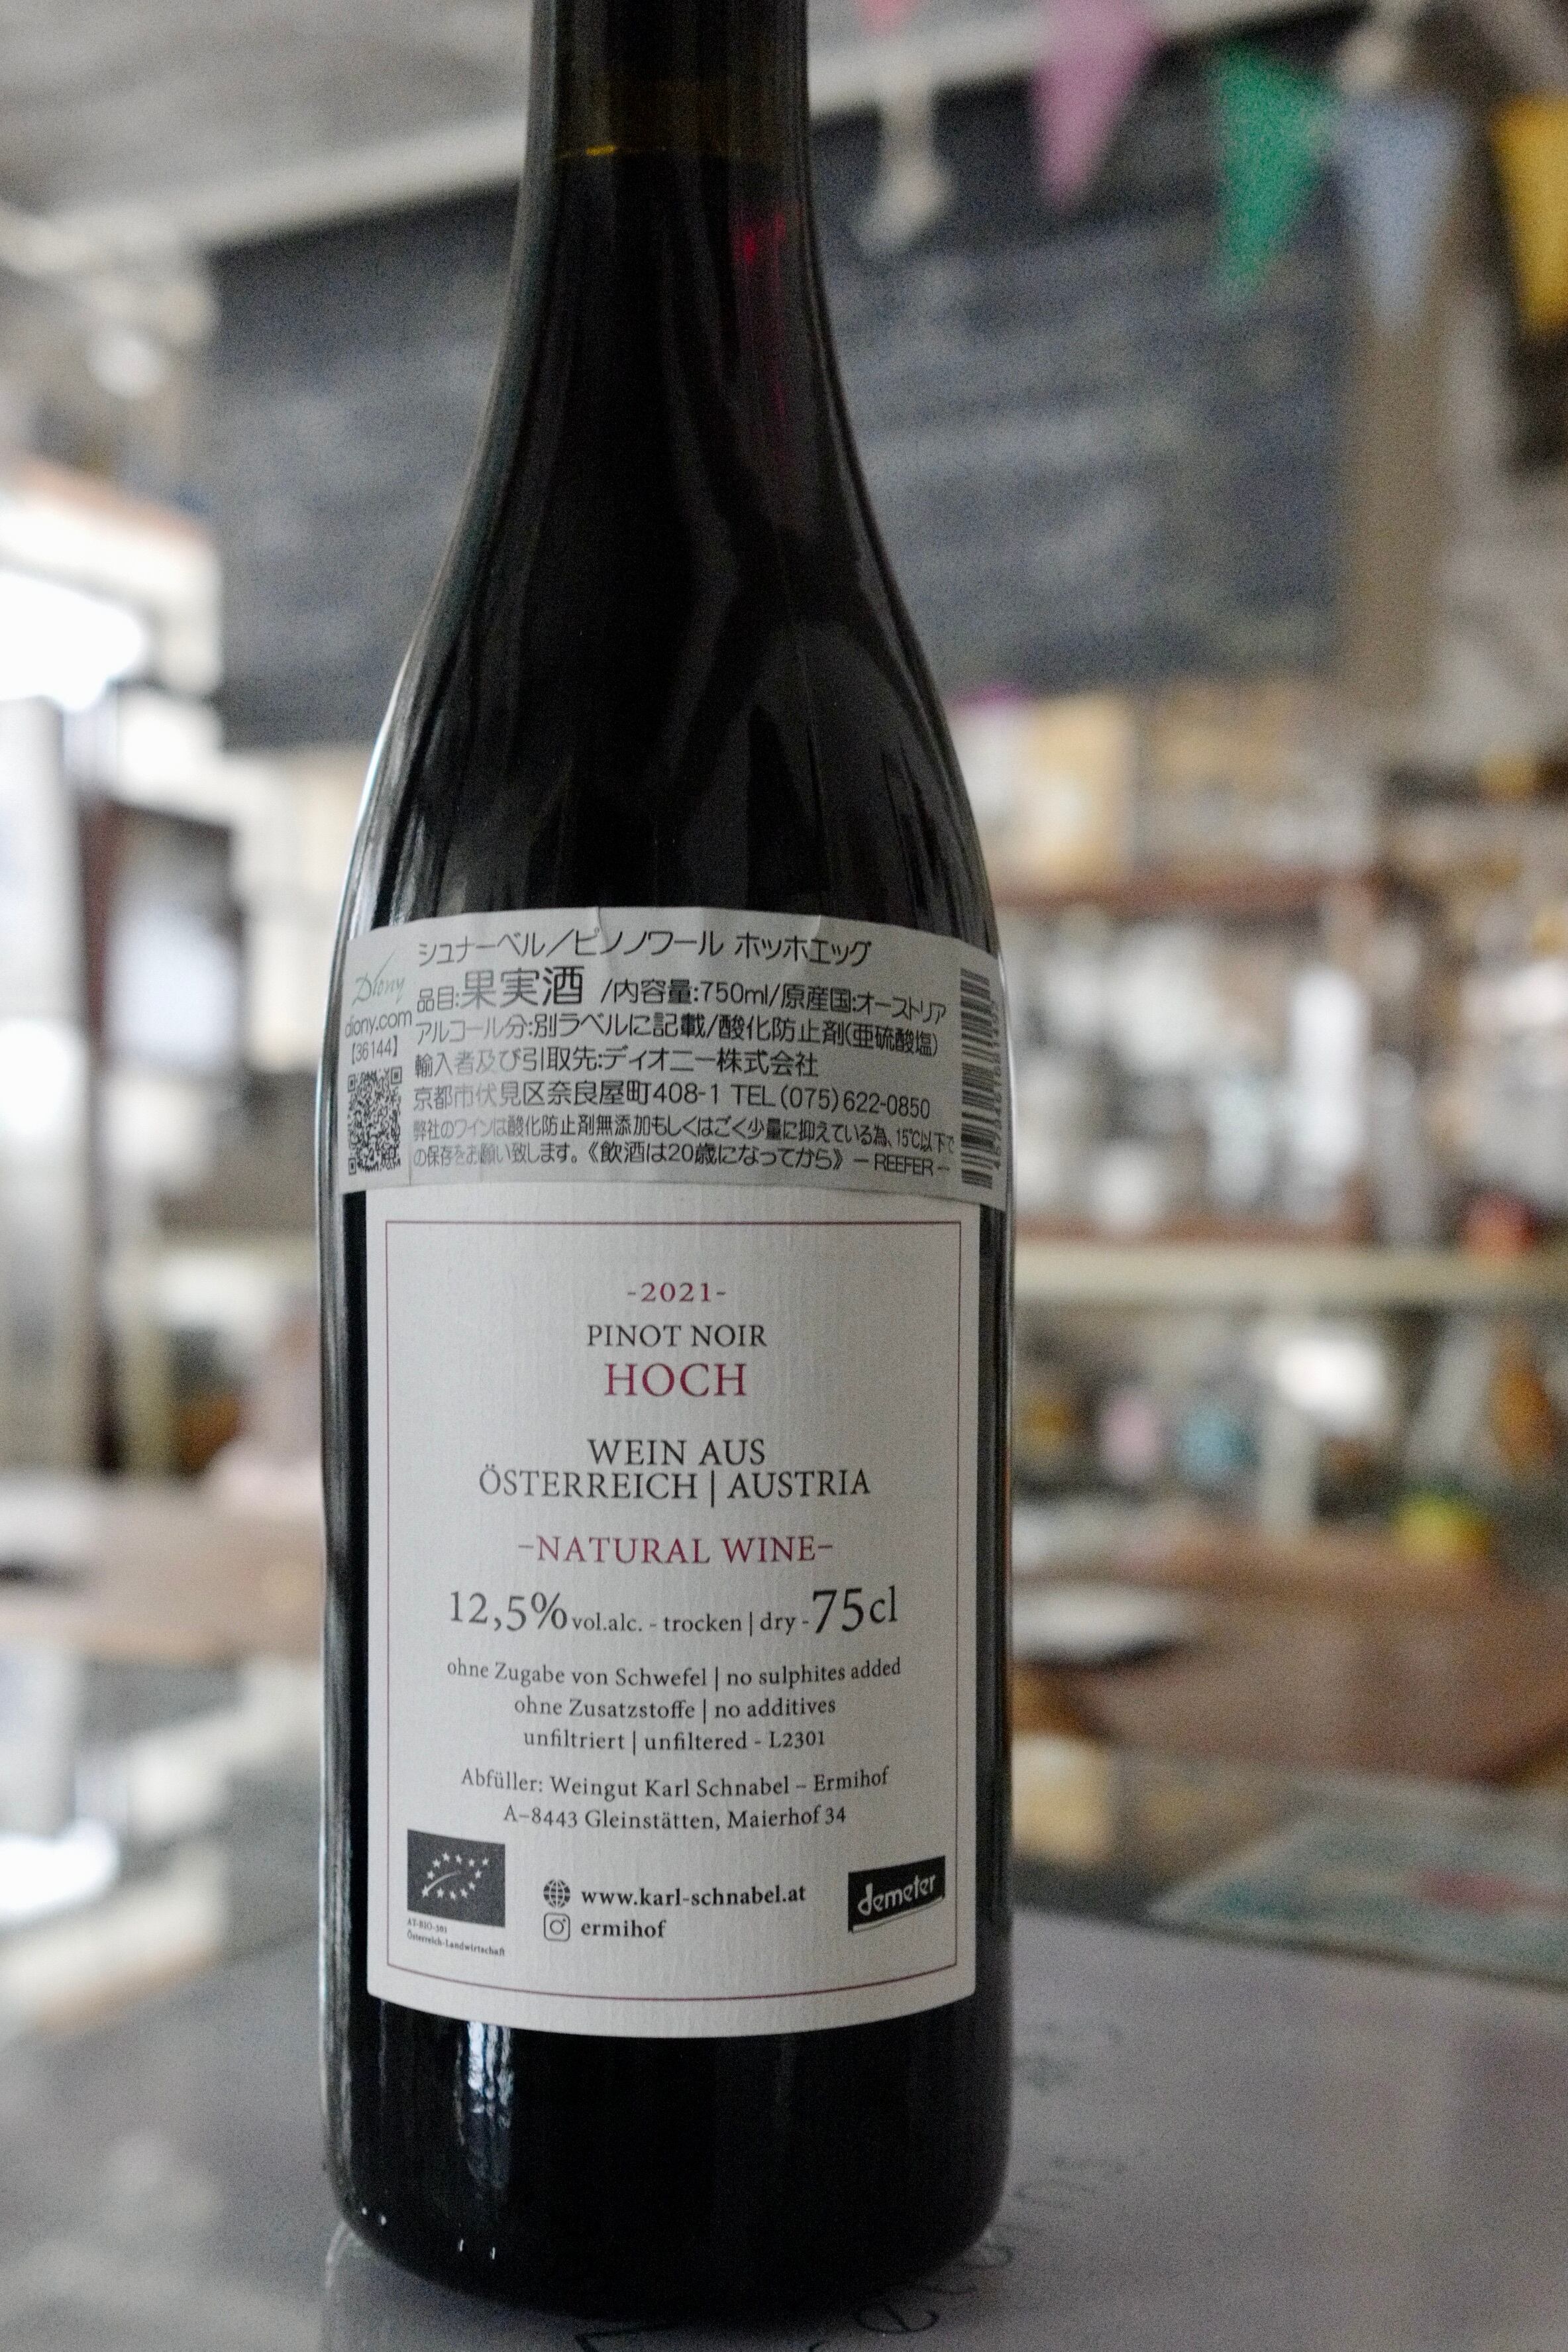 シュナーベル／ピノノワール ホッホエッグ
Diony
品目:果実酒 /内容量:750ml/原産国:オーストリア
diony.com
アルコール分:別ラベルに記載/酸化防止剤(亜硫酸塩)
【36144】
輸入者及び引取先:ディオニー株式会社
京都市伏見区奈良屋町408-1 TEL(075)622-0850
弊社のワインは酸化防止剤無添加もしくはごく少量に抑えている為、15℃以下で
の保存をお願い致します。《飲酒は20歳になってから》 － REEFER －
-2021-
PINOT NOIR
HOCH
WEIN AUS
ÖSTERREICH | AUSTRIA
-NATURAL WINE-
12,5% vol.alc. - trocken | dry - 75cl
ohne Zugabe von Schwefel | no sulphites added
ohne Zusatzstoffe | no additives
unfiltriert | unfiltered - L2301
Abfüller: Weingut Karl Schnabel – Ermihof
A–8443 Gleinstätten, Maierhof 34
www.karl-schnabel.at
ermihof
demeter
AT-BIO-301
Österreich-Landwirtschaft